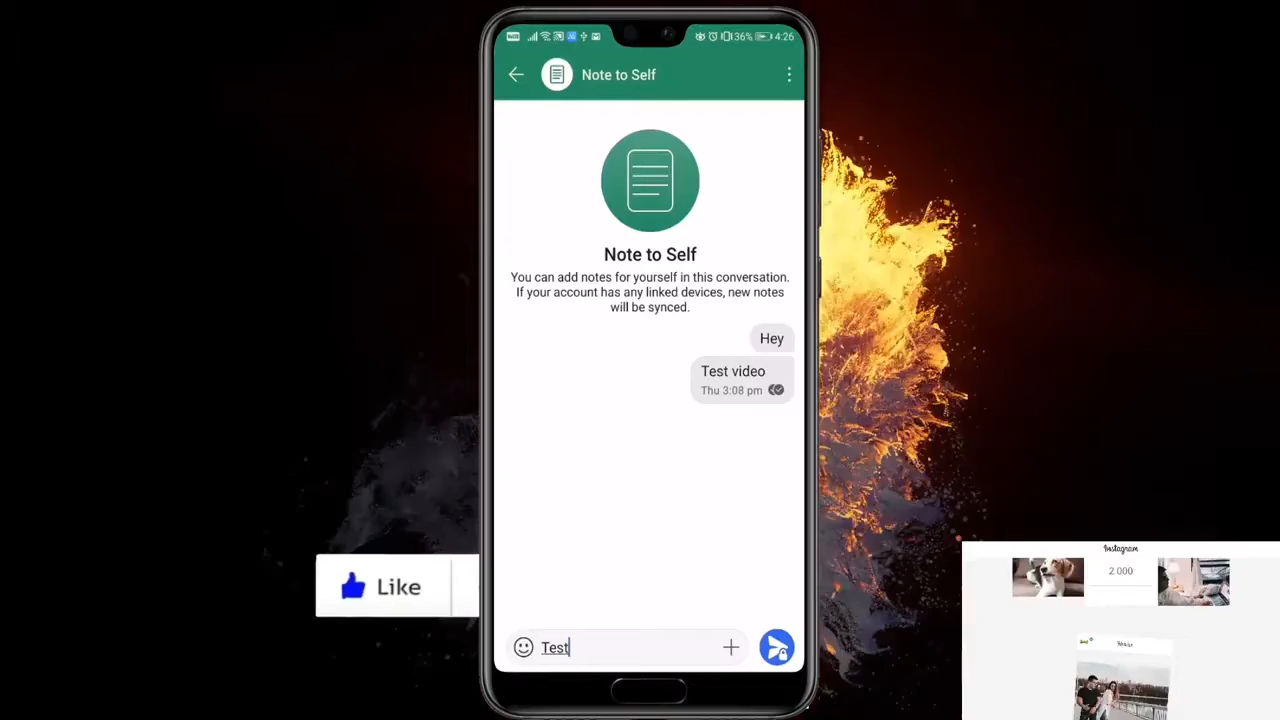 36% 4:26
Note to Self
Note to Self
You can add notes for yourself in this conversation.
If your account has any linked devices, new notes
will be synced.
Hey
Test video
Thu 3:08 pm
Test
Like
Instagram
2 000